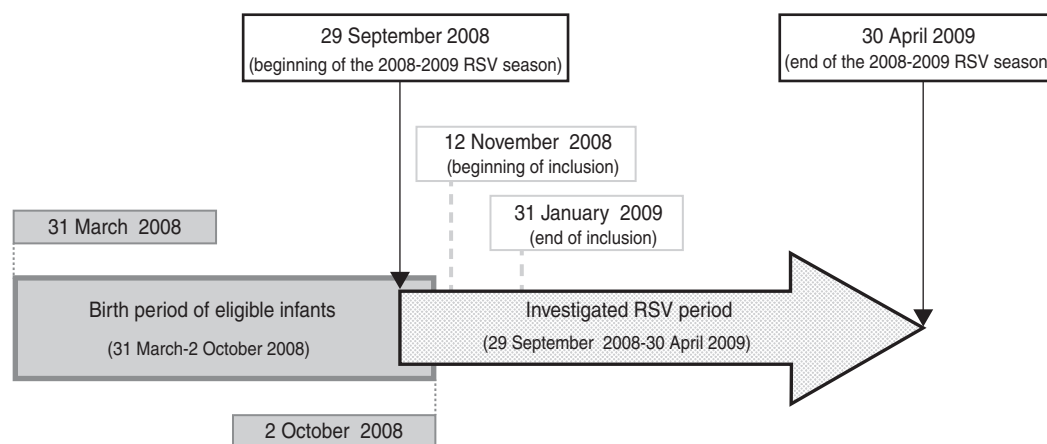 29 September 2008
(beginning of the 2008-2009 RSV season)
30 April 2009
(end of the 2008-2009 RSV season)
12 November 2008
(beginning of inclusion)
31 January 2009
(end of inclusion)
31 March 2008
Birth period of eligible infants
(31 March-2 October 2008)
Investigated RSV period
(29 September 2008-30 April 2009)
2 October 2008